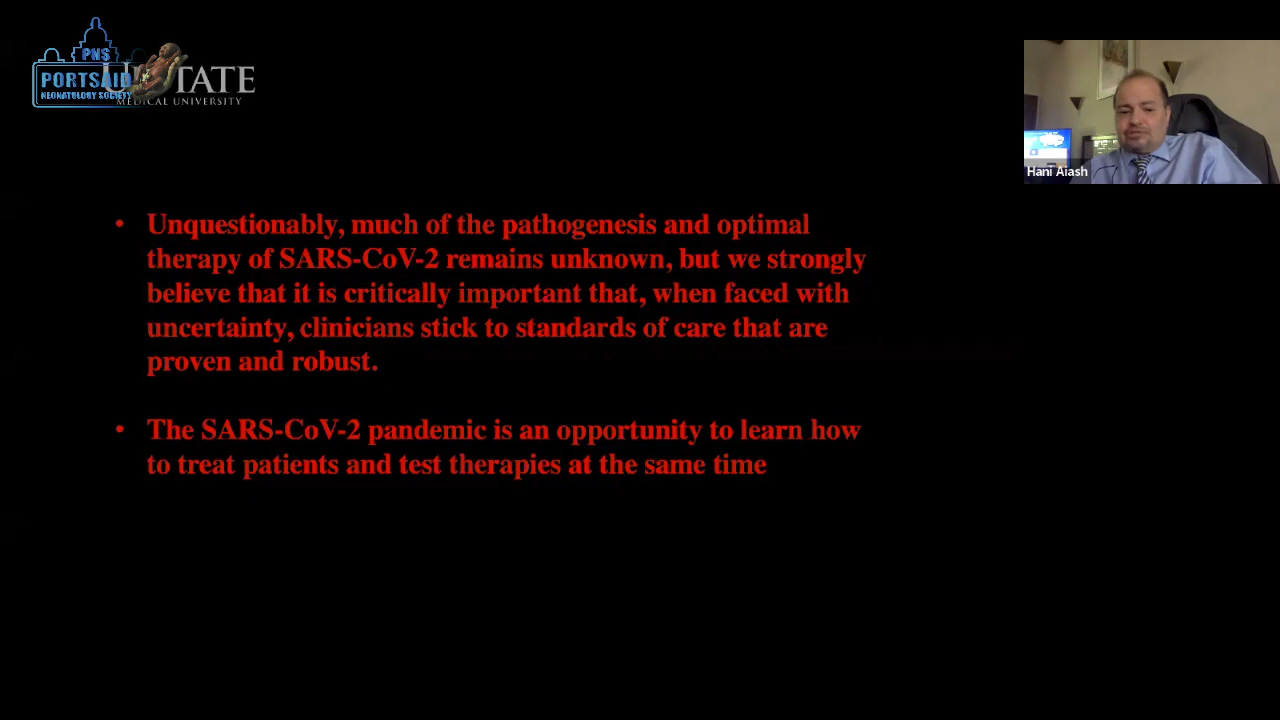 PNS
PORTSAID
NEONATOLOGY SOCIETY
TATE
MEDICAL UNIVERSITY
Hani Aiash
• Unquestionably, much of the pathogenesis and optimal
therapy of SARS-CoV-2 remains unknown, but we strongly
believe that it is critically important that, when faced with
uncertainty, clinicians stick to standards of care that are
proven and robust.
• The SARS-CoV-2 pandemic is an opportunity to learn how
to treat patients and test therapies at the same time